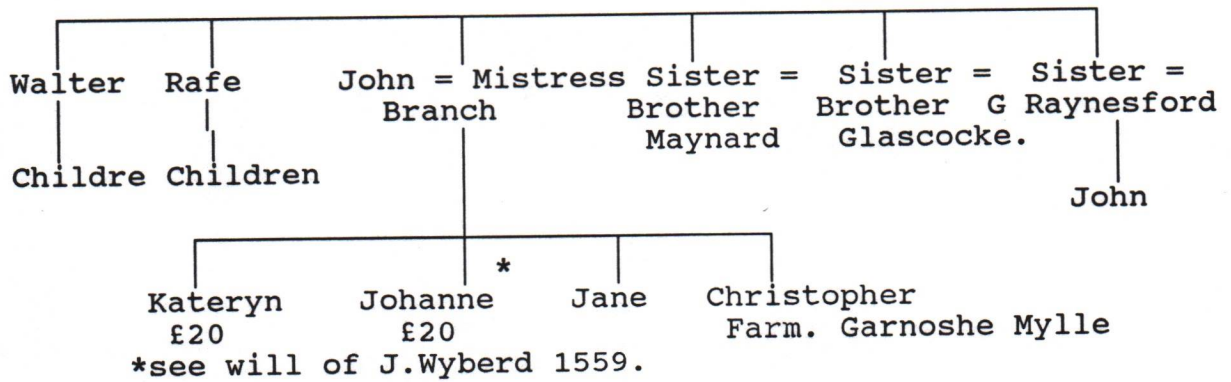 Walter Rafe John = Mistress Sister = Sister = Sister =
Branch Brother Brother G Raynesford
Maynard Glascocke.
Childre Children
John
*
Kateryn Johanne Jane Christopher
£20 £20 Farm. Garnoshe Mylle
*see will of J.Wyberd 1559.